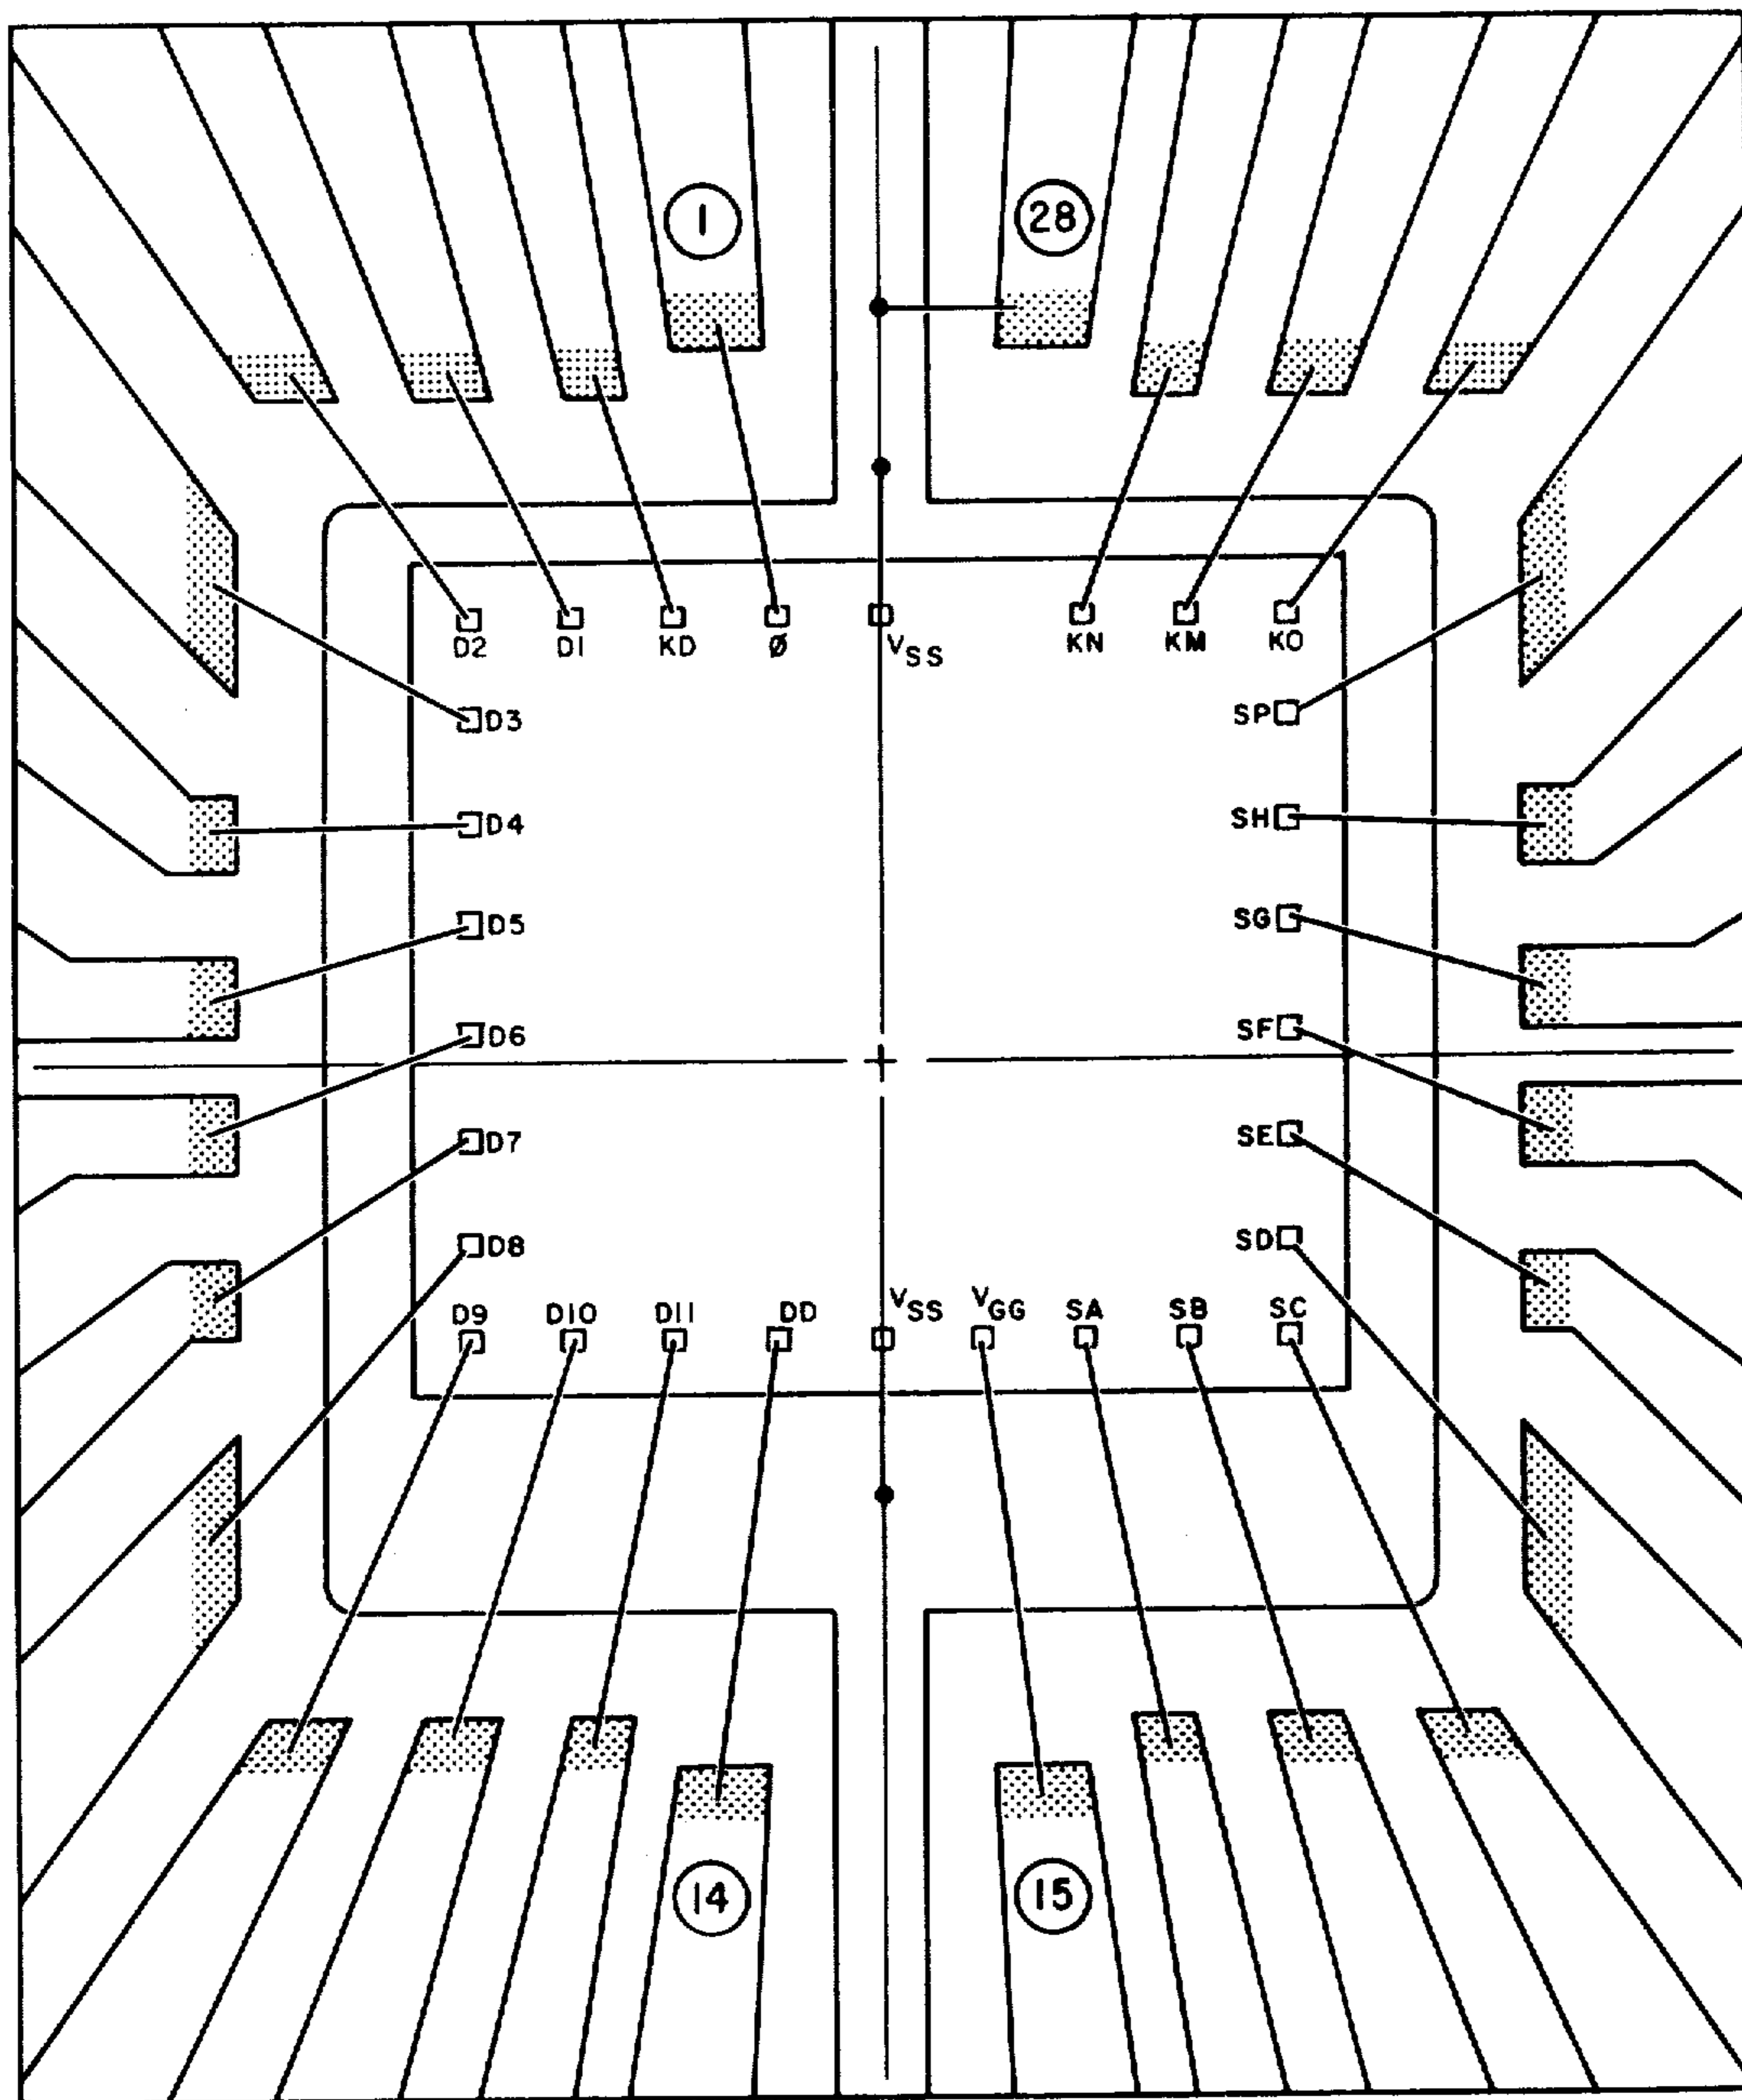 1 28
D2 D1 KD Ø VSS KN KM KO
D3 SP
D4 SH
D5 SG
D6 SF
D7 SE
D8 SD
D9 D10 D11 DD VSS VGG SA SB SC
14 15